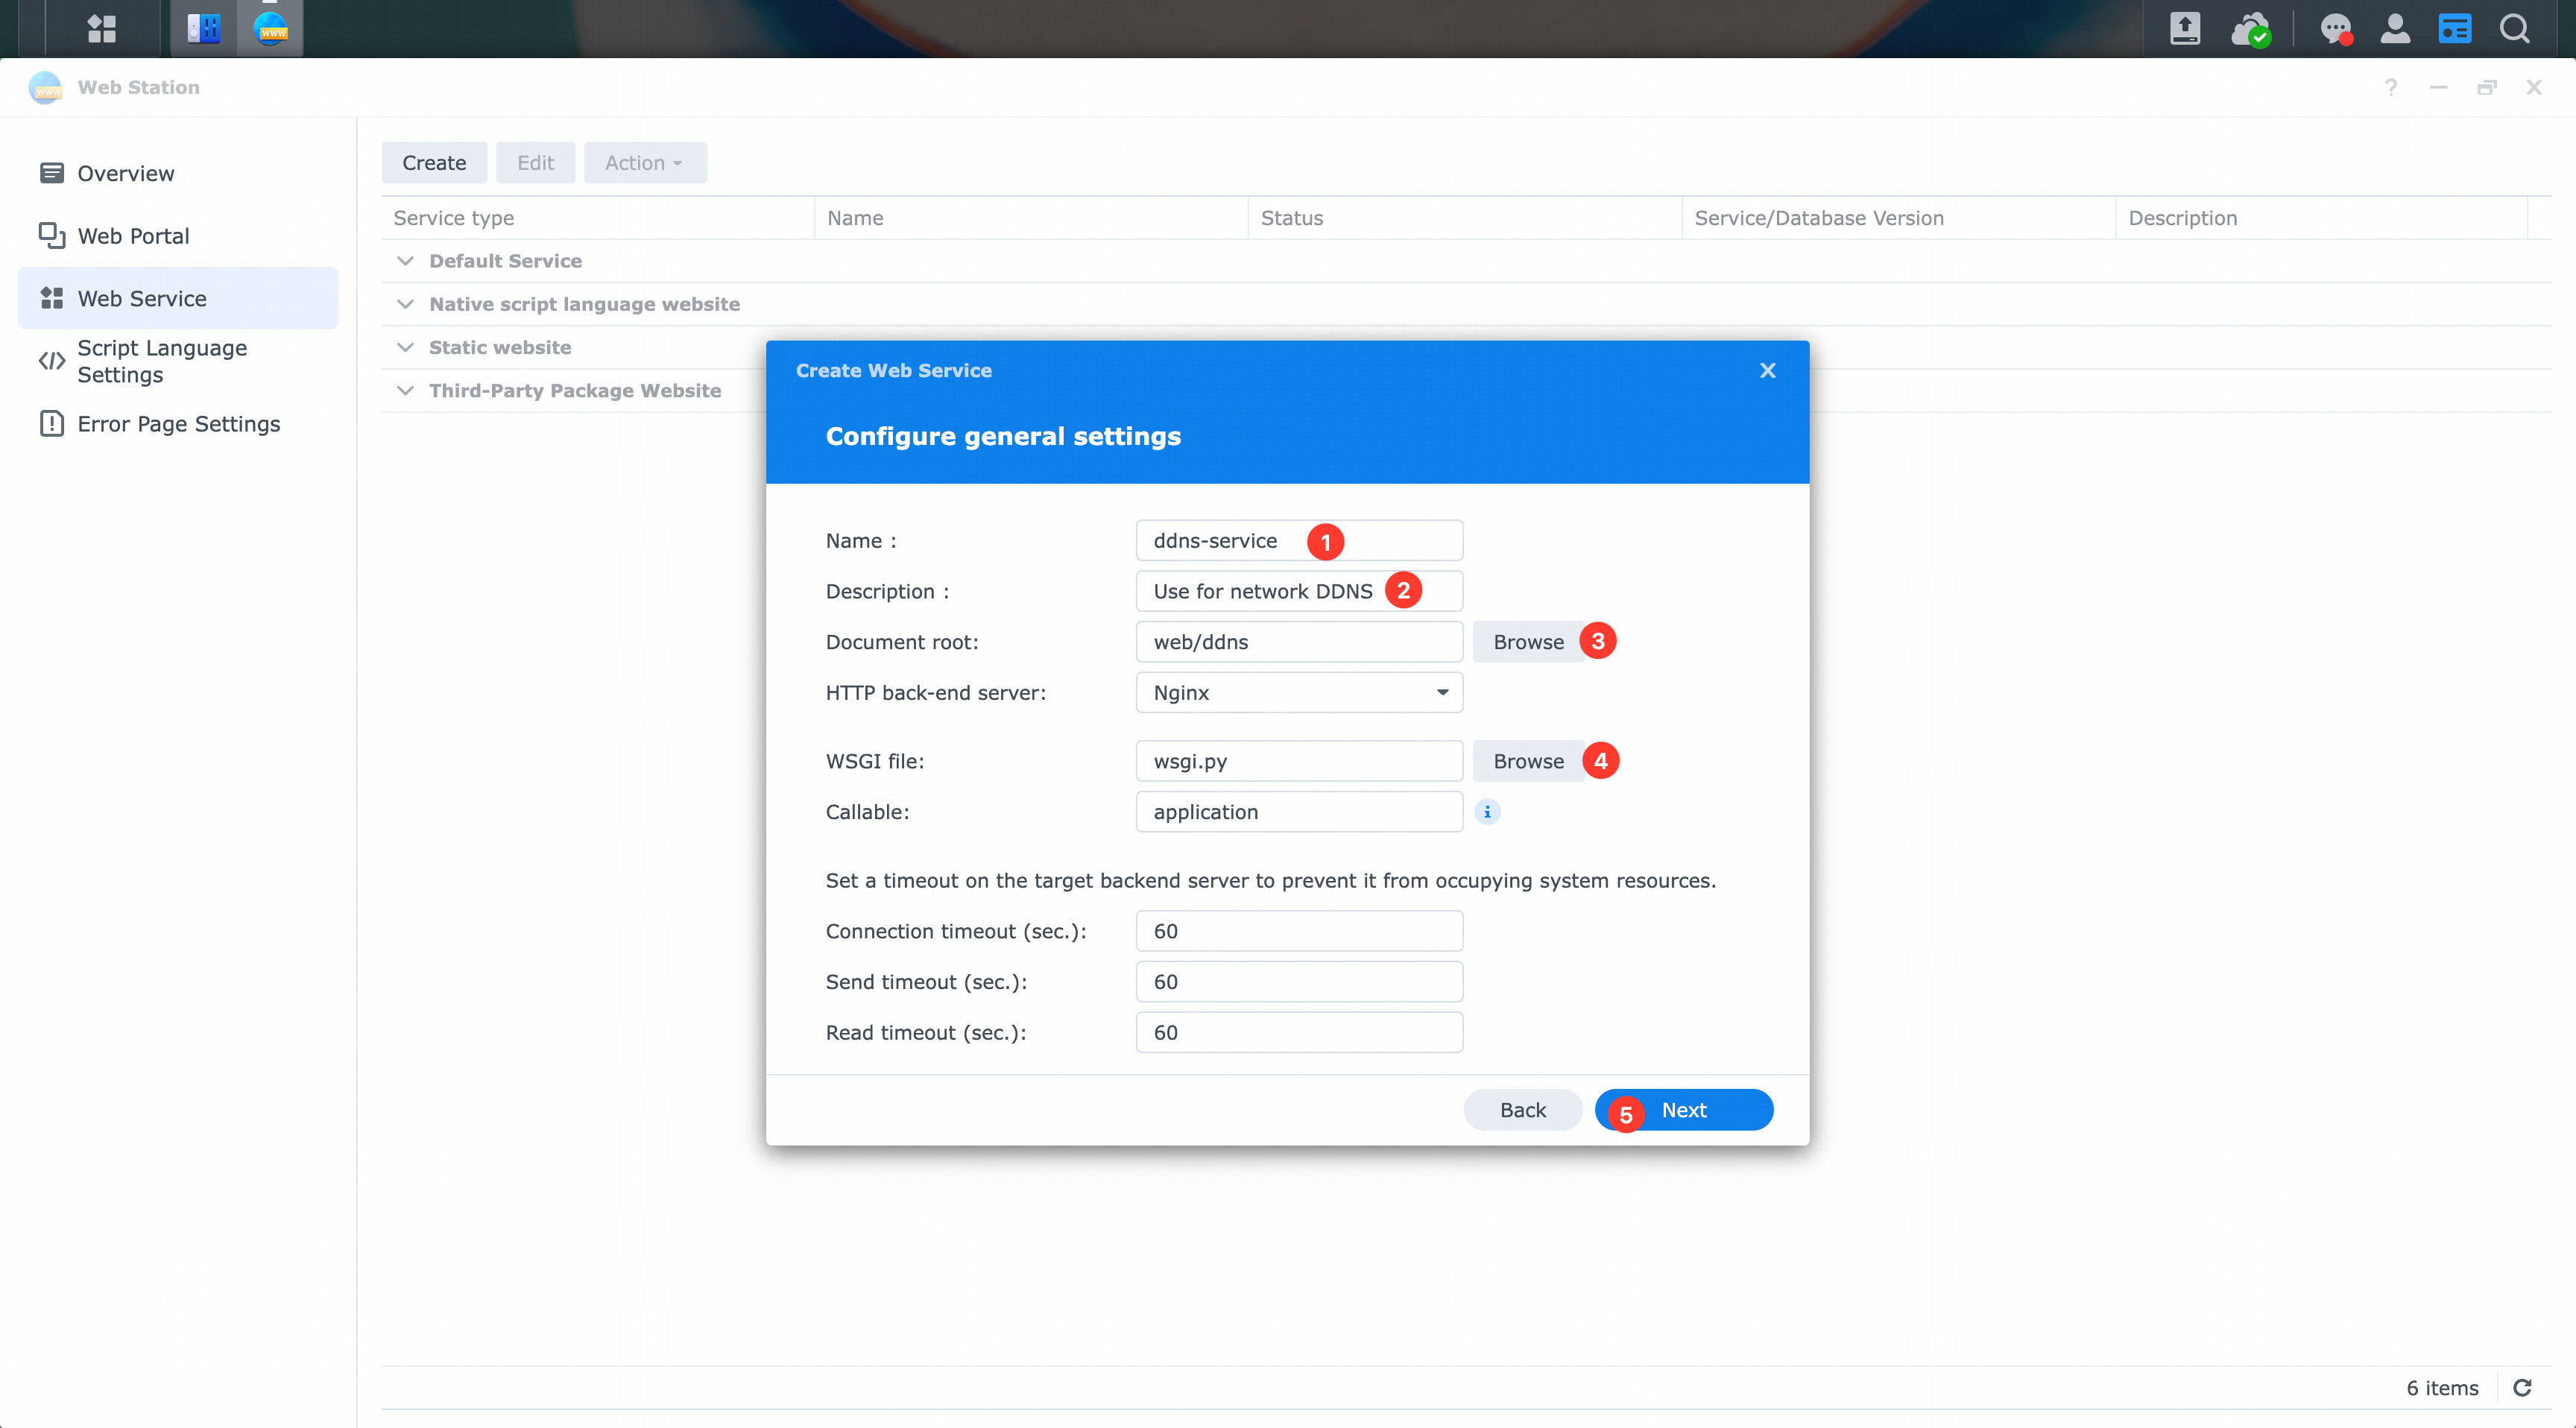 Web Station
Overview
Web Portal
Web Service
Script Language
Settings
Error Page Settings
Create
Edit
Action
Service type
Name
Status
Service/Database Version
Description
Default Service
Native script language website
Static website
Third-Party Package Website
Create Web Service
X
Configure general settings
Name :
ddns-service
1
Description :
Use for network DDNS
2
Document root:
web/ddns
Browse
3
HTTP back-end server:
Nginx
WSGI file:
wsgi.py
Browse
4
Callable:
application
i
Set a timeout on the target backend server to prevent it from occupying system resources.
Connection timeout (sec.):
60
Send timeout (sec.):
60
Read timeout (sec.):
60
Back
5
Next
6 items